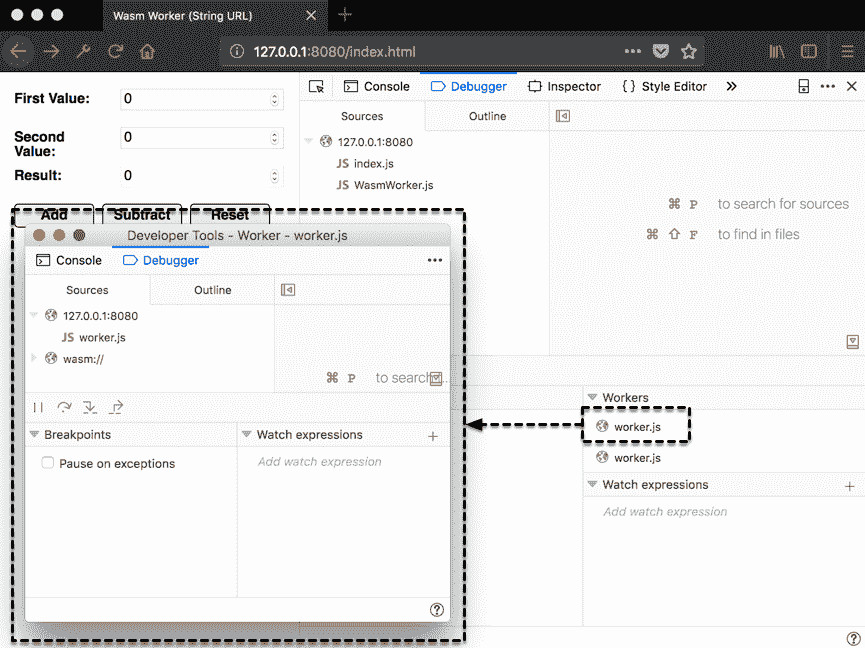 Wasm Worker (String URL)
127.0.0.1:8080/index.html
First Value:
0
Second
Value:
0
Result:
0
Add
Subtract
Reset
Console
Debugger
Inspector
{ } Style Editor
Sources
Outline
127.0.0.1:8080
JS index.js
JS WasmWorker.js
⌘ P to search for sources
⌘ ⇧ F to find in files
Developer Tools - Worker - worker.js
Console
Debugger
Sources
Outline
127.0.0.1:8080
JS worker.js
wasm://
⌘ P to search...
Breakpoints
Pause on exceptions
Watch expressions
Add watch expression
Workers
worker.js
worker.js
Watch expressions
Add watch expression